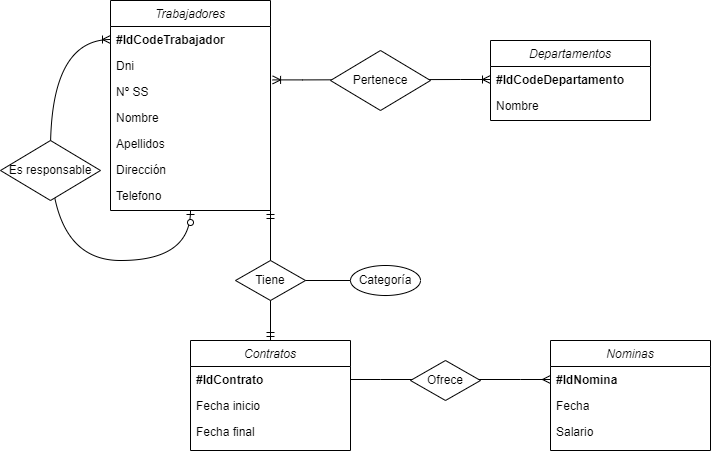 Trabajadores
#IdCodeTrabajador
Dni
Nº SS
Nombre
Apellidos
Dirección
Telefono
Pertenece
Departamentos
#IdCodeDepartamento
Nombre
Es responsable
Tiene
Categoría
Contratos
#IdContrato
Fecha inicio
Fecha final
Ofrece
Nominas
#IdNomina
Fecha
Salario